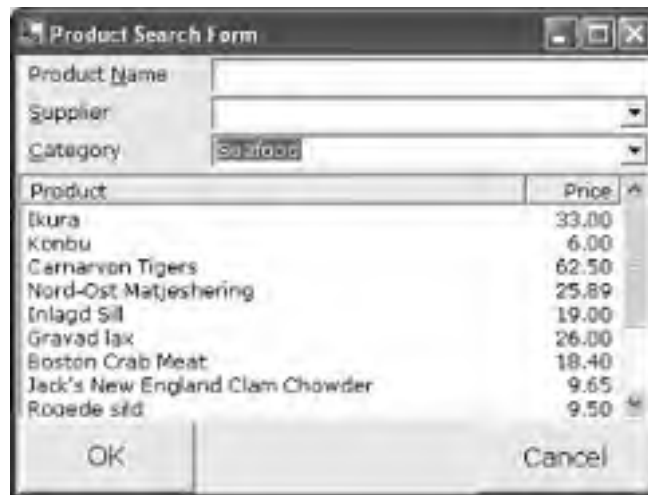 Product Search Form
Product Name
Supplier
Category Seafood
Product Price
Ikura 33.00
Konbu 6.00
Carnarvon Tigers 62.50
Nord-Ost Matjeshering 25.89
Inlagd Sill 19.00
Gravad lax 26.00
Boston Crab Meat 18.40
Jack's New England Clam Chowder 9.65
Rogede sild 9.50
OK Cancel